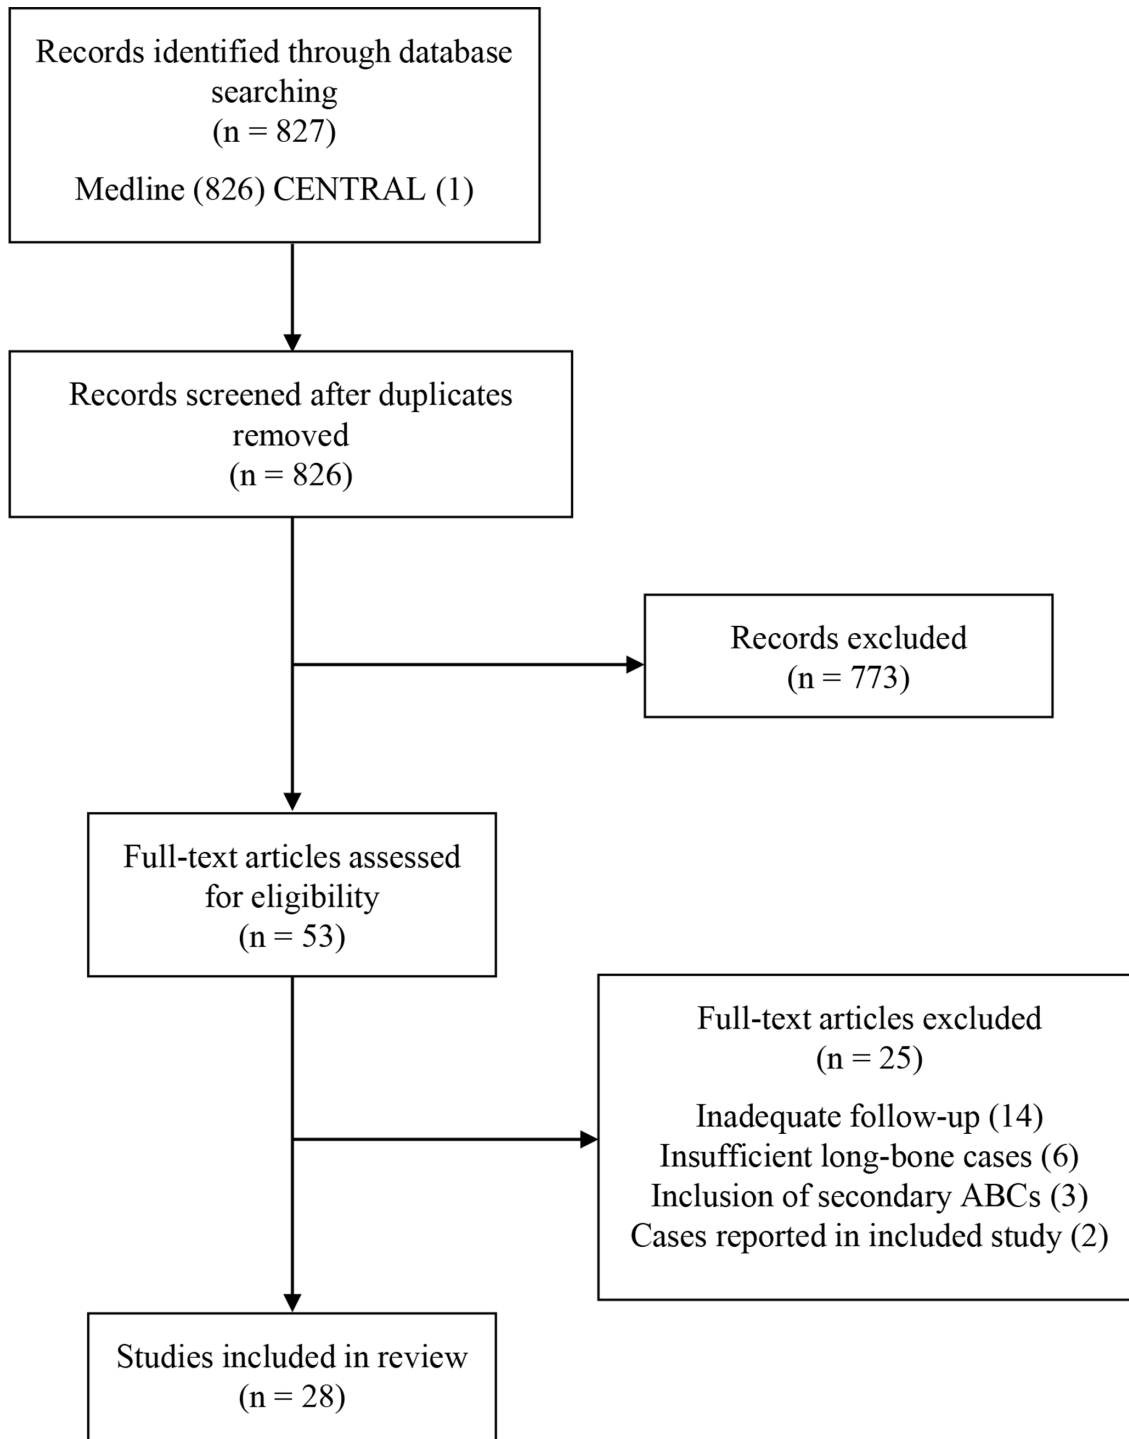 Records identified through database
searching
(n = 827)
Medline (826) CENTRAL (1)
Records screened after duplicates
removed
(n = 826)
Records excluded
(n = 773)
Full-text articles assessed
for eligibility
(n = 53)
Full-text articles excluded
(n = 25)
Inadequate follow-up (14)
Insufficient long-bone cases (6)
Inclusion of secondary ABCs (3)
Cases reported in included study (2)
Studies included in review
(n = 28)